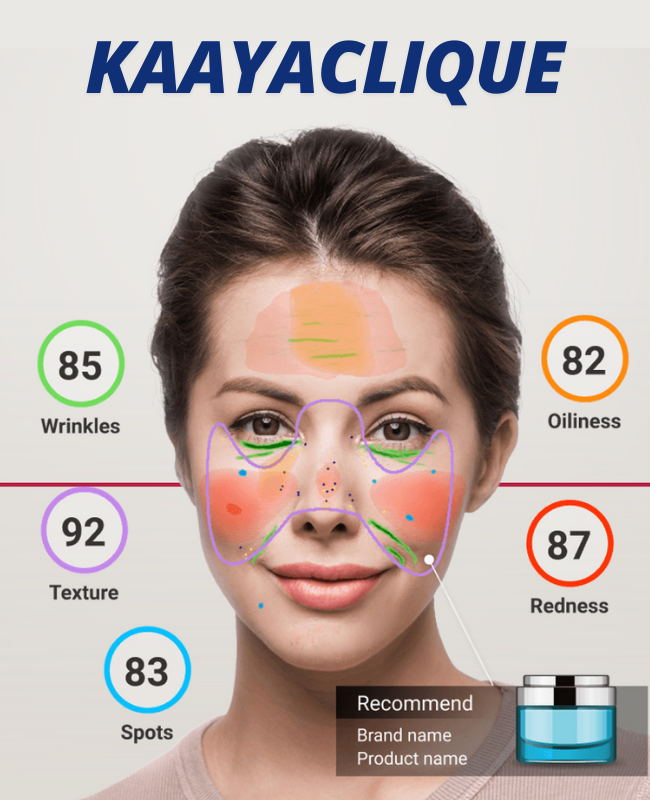 KAAYACLIQUE
85
Wrinkles
82
Oiliness
92
Texture
87
Redness
83
Spots
Recommend
Brand name
Product name